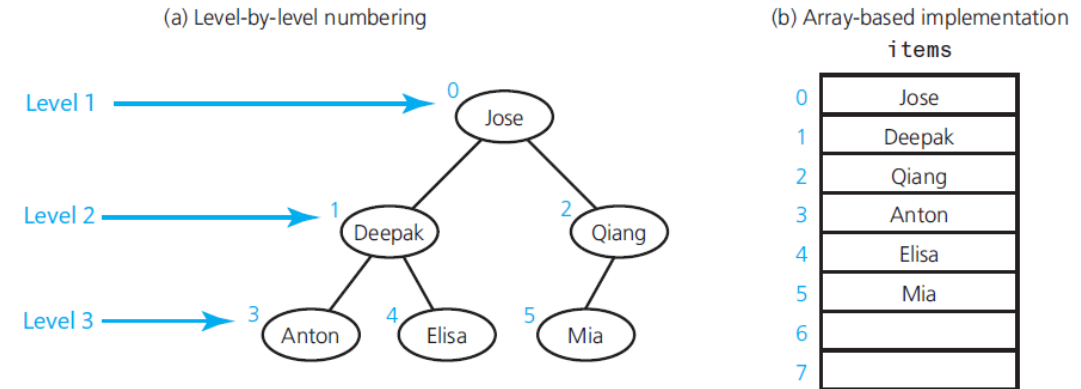 (a) Level-by-level numbering
Level 1
0
Jose
Level 2
1
Deepak
2
Qiang
Level 3
3
Anton
4
Elisa
5
Mia
(b) Array-based implementation
items
0 Jose
1 Deepak
2 Qiang
3 Anton
4 Elisa
5 Mia
6
7